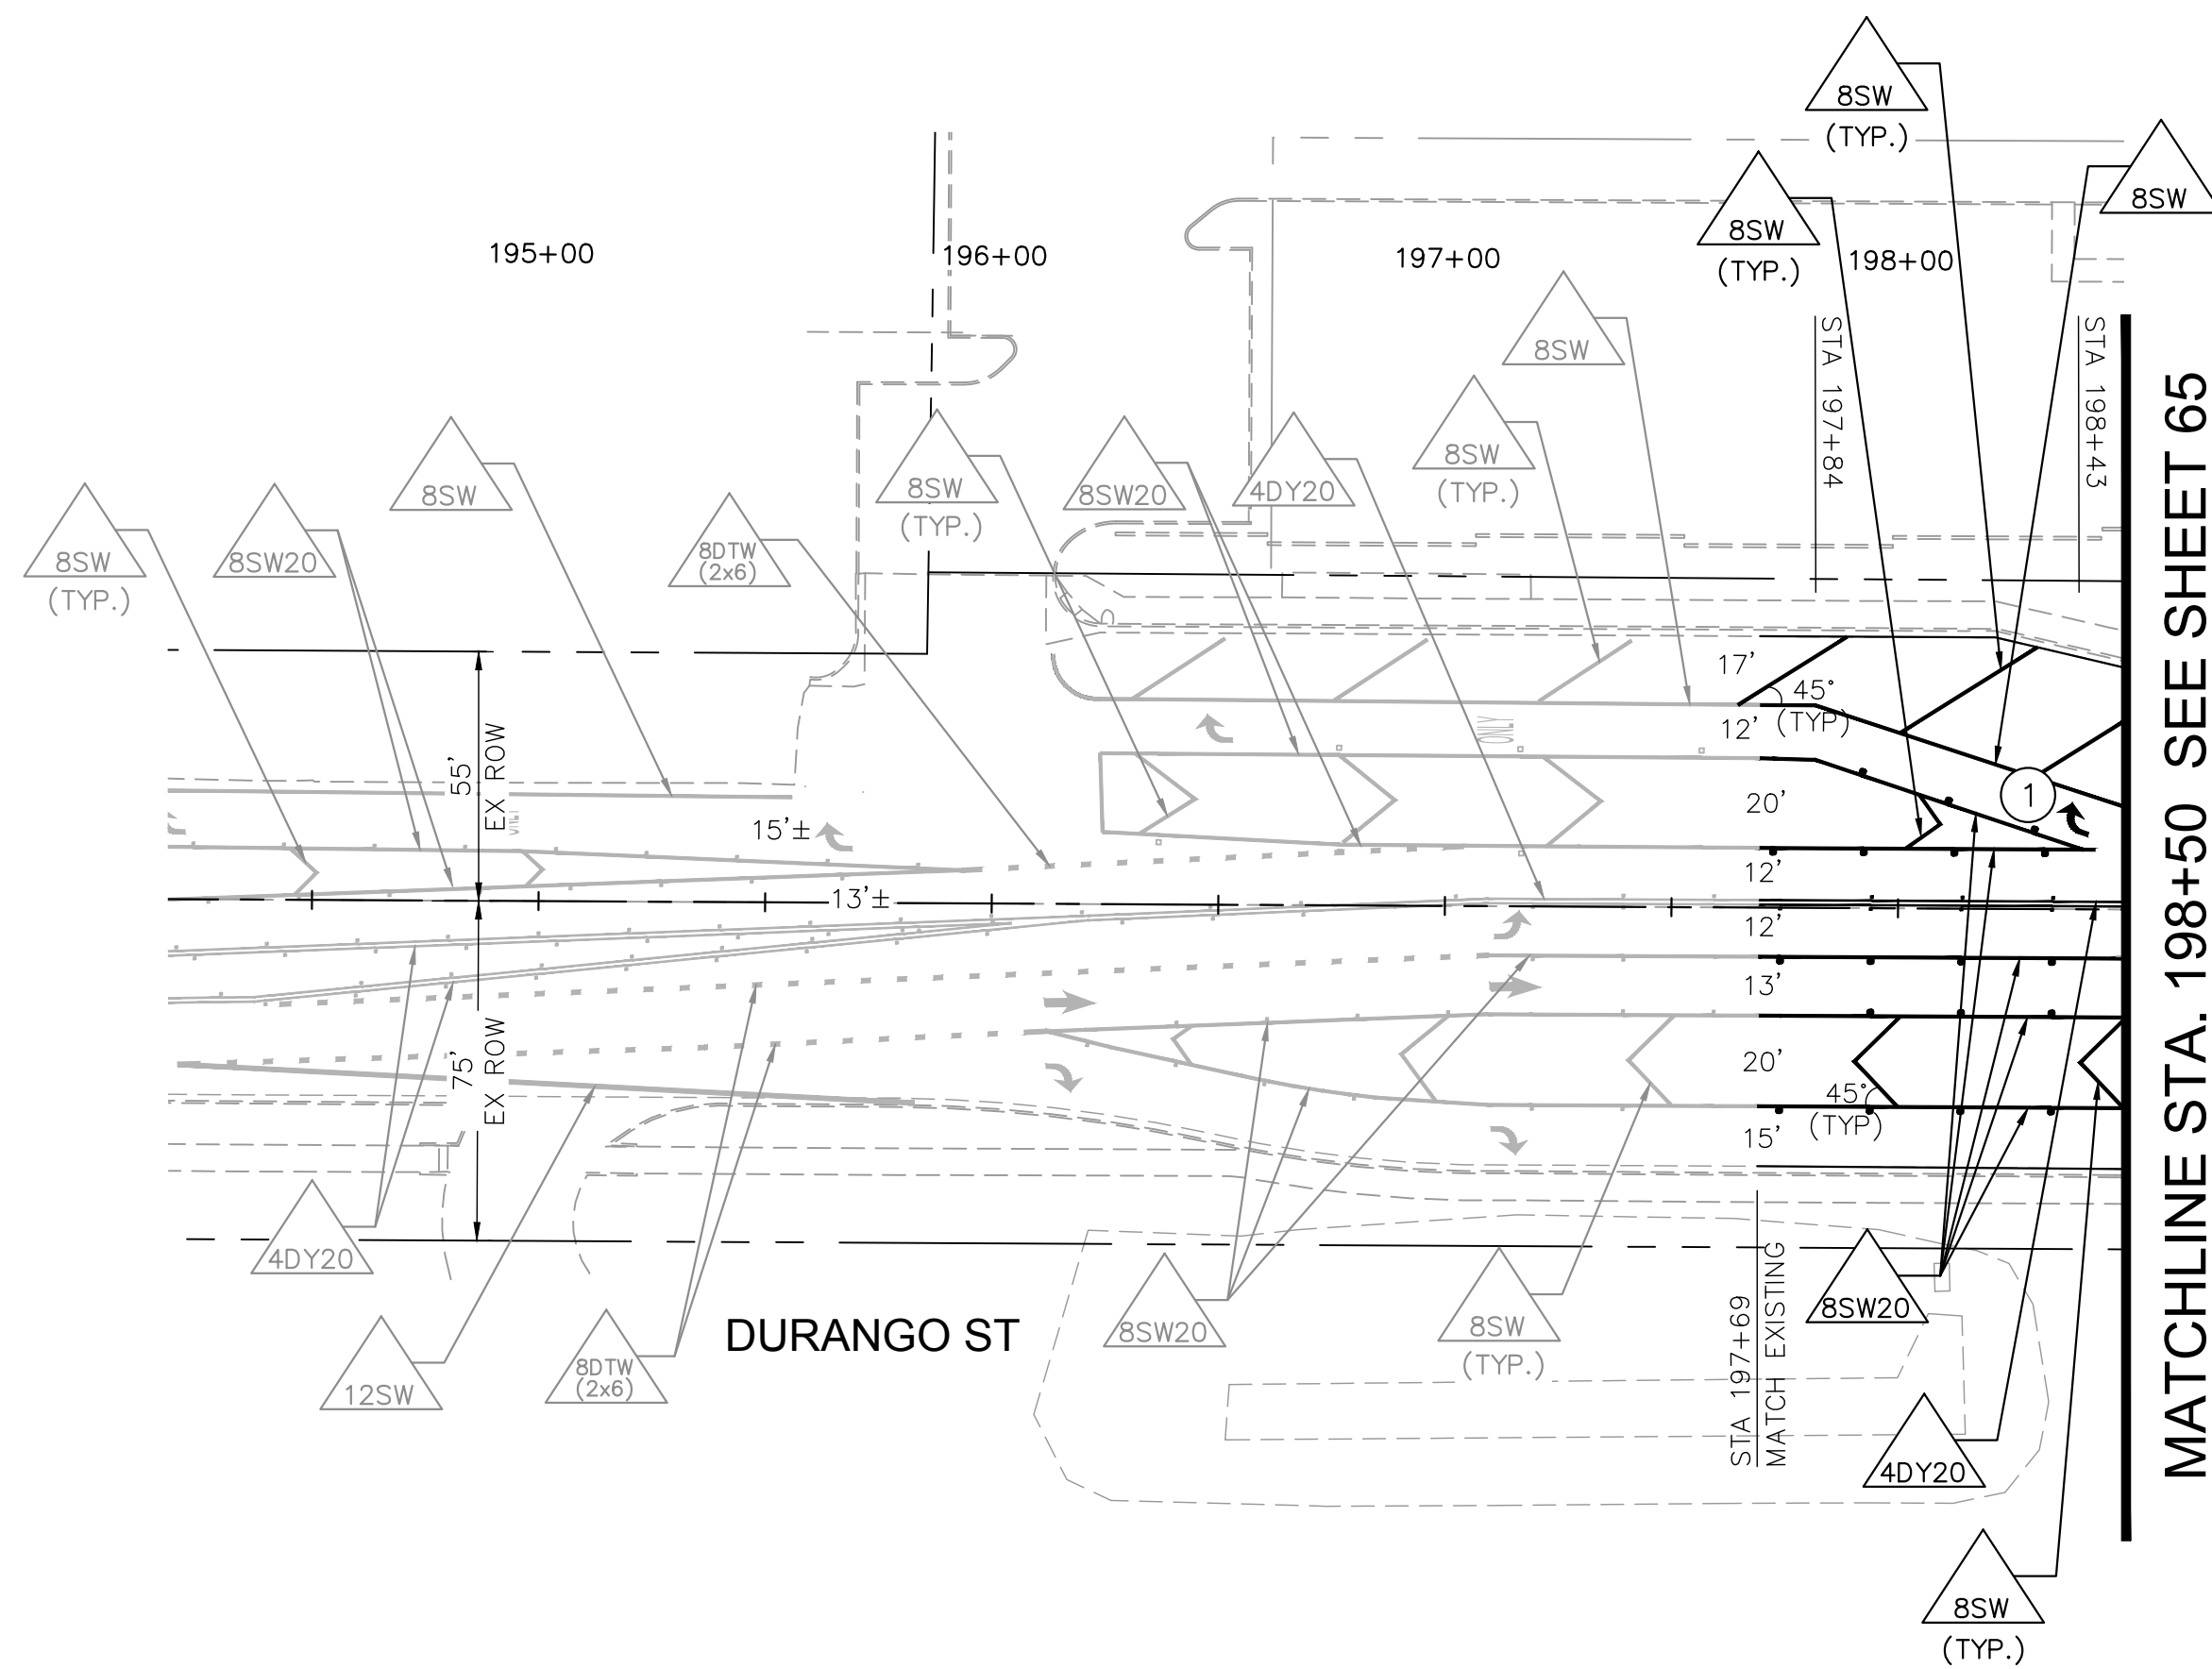 8SW
(TYP.)
8SW
8SW
(TYP.)
195+00
196+00
197+00
198+00
8SW
STA 197+84
STA 198+43
MATCHLINE STA. 198+50 SEE SHEET 65
8SW
(TYP.)
8SW20
8SW
8DTW
(2x6)
8SW
(TYP.)
8SW20
4DY20
8SW
(TYP.)
17'
45°
(TYP)
12'
ONLY
55'
EX ROW
15'±
20'
1
12'
13'±
12'
13'
75'
EX ROW
20'
45°
(TYP)
15'
4DY20
12SW
8DTW
(2x6)
DURANGO ST
8SW20
8SW
(TYP.)
STA 197+69
MATCH EXISTING
8SW20
4DY20
8SW
(TYP.)